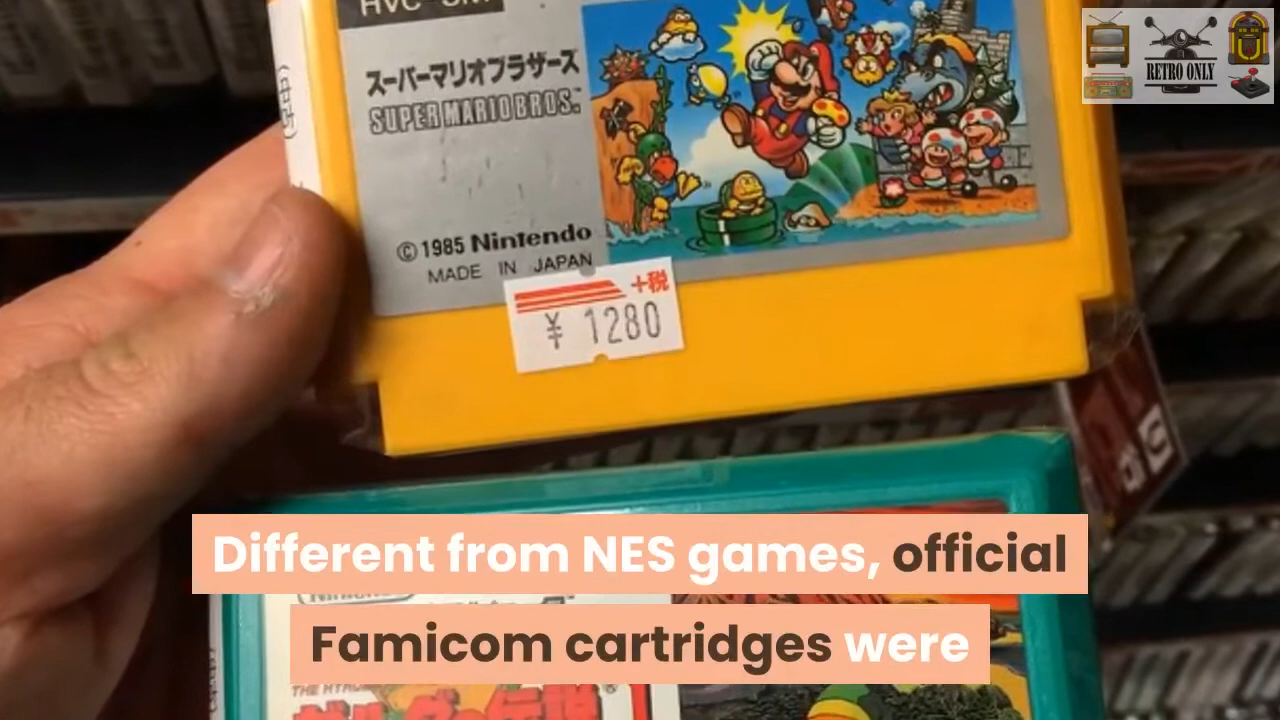 RETRO ONLY
スーパーマリオブラザーズ
SUPER MARIO BROS.™
© 1985 Nintendo
MADE IN JAPAN
+税
¥ 1280
Different from NES games, official
Famicom cartridges were